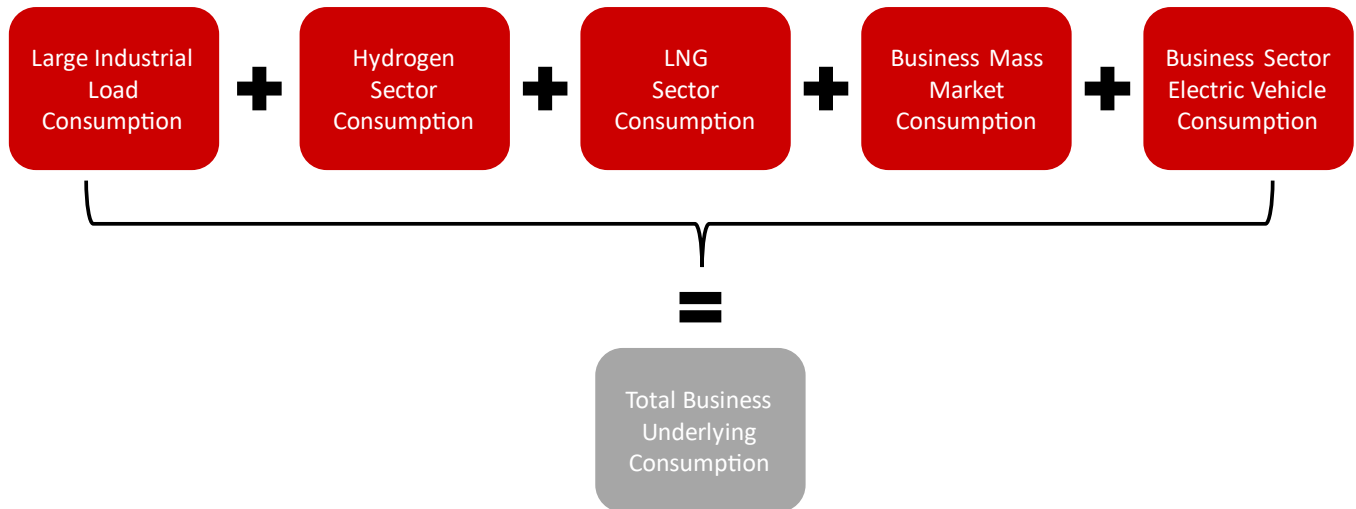 Large Industrial
Load
Consumption
Hydrogen
Sector
Consumption
LNG
Sector
Consumption
Business Mass
Market
Consumption
Business Sector
Electric Vehicle
Consumption
Total Business
Underlying
Consumption